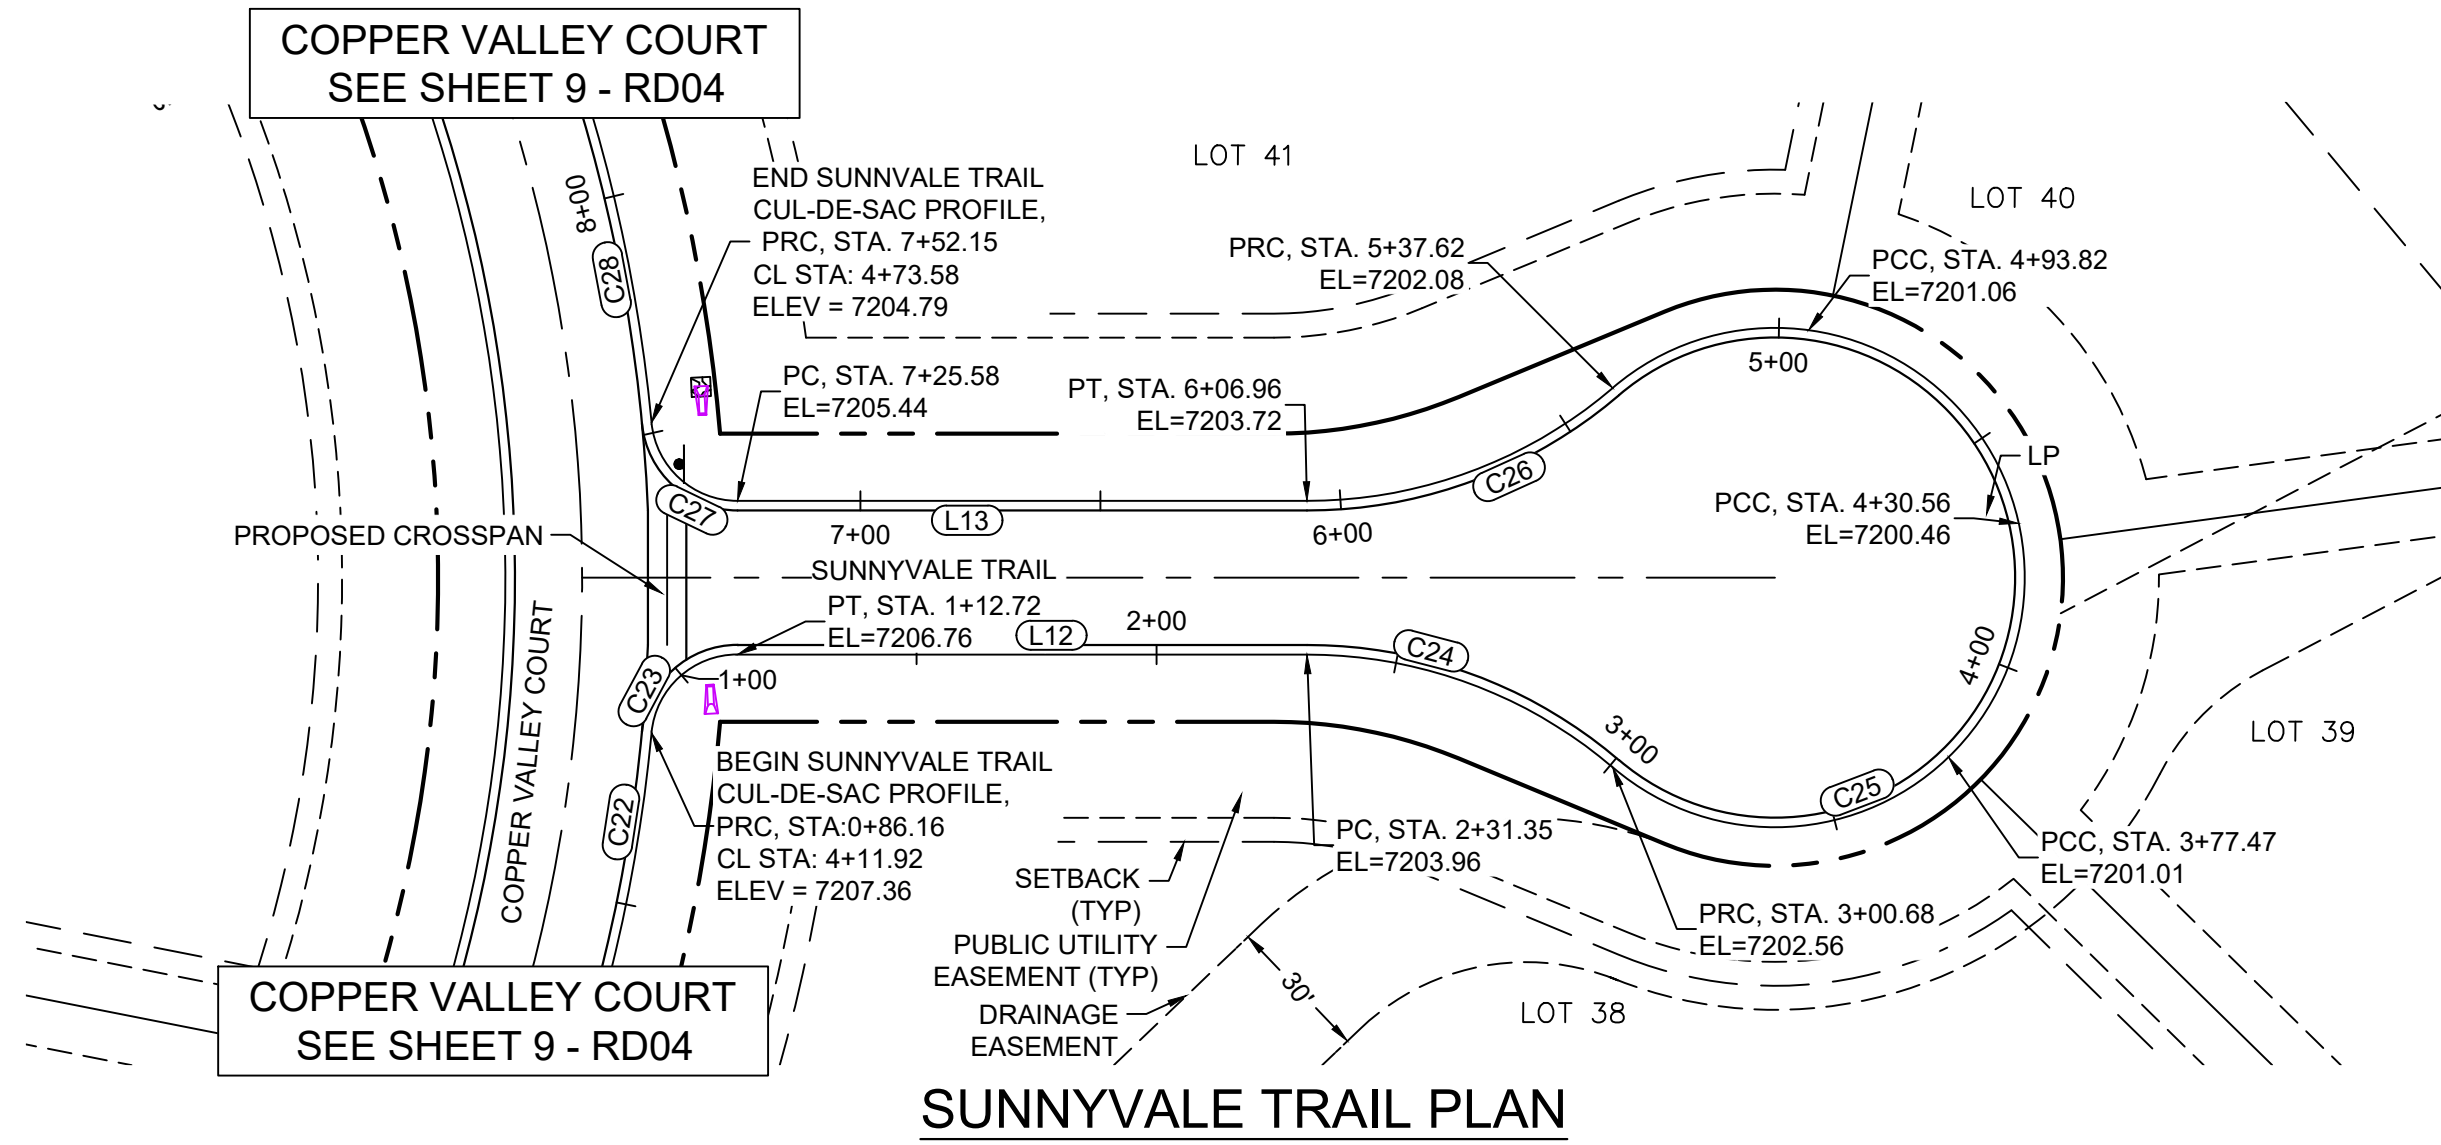 COPPER VALLEY COURT
SEE SHEET 9 - RD04
LOT 41
LOT 40
END SUNNVALE TRAIL
CUL-DE-SAC PROFILE,
PRC, STA. 7+52.15
CL STA: 4+73.58
ELEV = 7204.79
8+00
C28
PRC, STA. 5+37.62
EL=7202.08
PCC, STA. 4+93.82
EL=7201.06
5+00
PC, STA. 7+25.58
EL=7205.44
PT, STA. 6+06.96
EL=7203.72
LP
C26
C27
L13
PCC, STA. 4+30.56
EL=7200.46
PROPOSED CROSSPAN
7+00
6+00
SUNNYVALE TRAIL
PT, STA. 1+12.72
EL=7206.76
L12
2+00
C24
4+00
C23
1+00
COPPER VALLEY COURT
3+00
LOT 39
BEGIN SUNNYVALE TRAIL
CUL-DE-SAC PROFILE,
PRC, STA:0+86.16
CL STA: 4+11.92
ELEV = 7207.36
C22
C25
PC, STA. 2+31.35
EL=7203.96
PCC, STA. 3+77.47
EL=7201.01
SETBACK
(TYP)
PUBLIC UTILITY
EASEMENT (TYP)
DRAINAGE
EASEMENT
30'
PRC, STA. 3+00.68
EL=7202.56
LOT 38
COPPER VALLEY COURT
SEE SHEET 9 - RD04
SUNNYVALE TRAIL PLAN